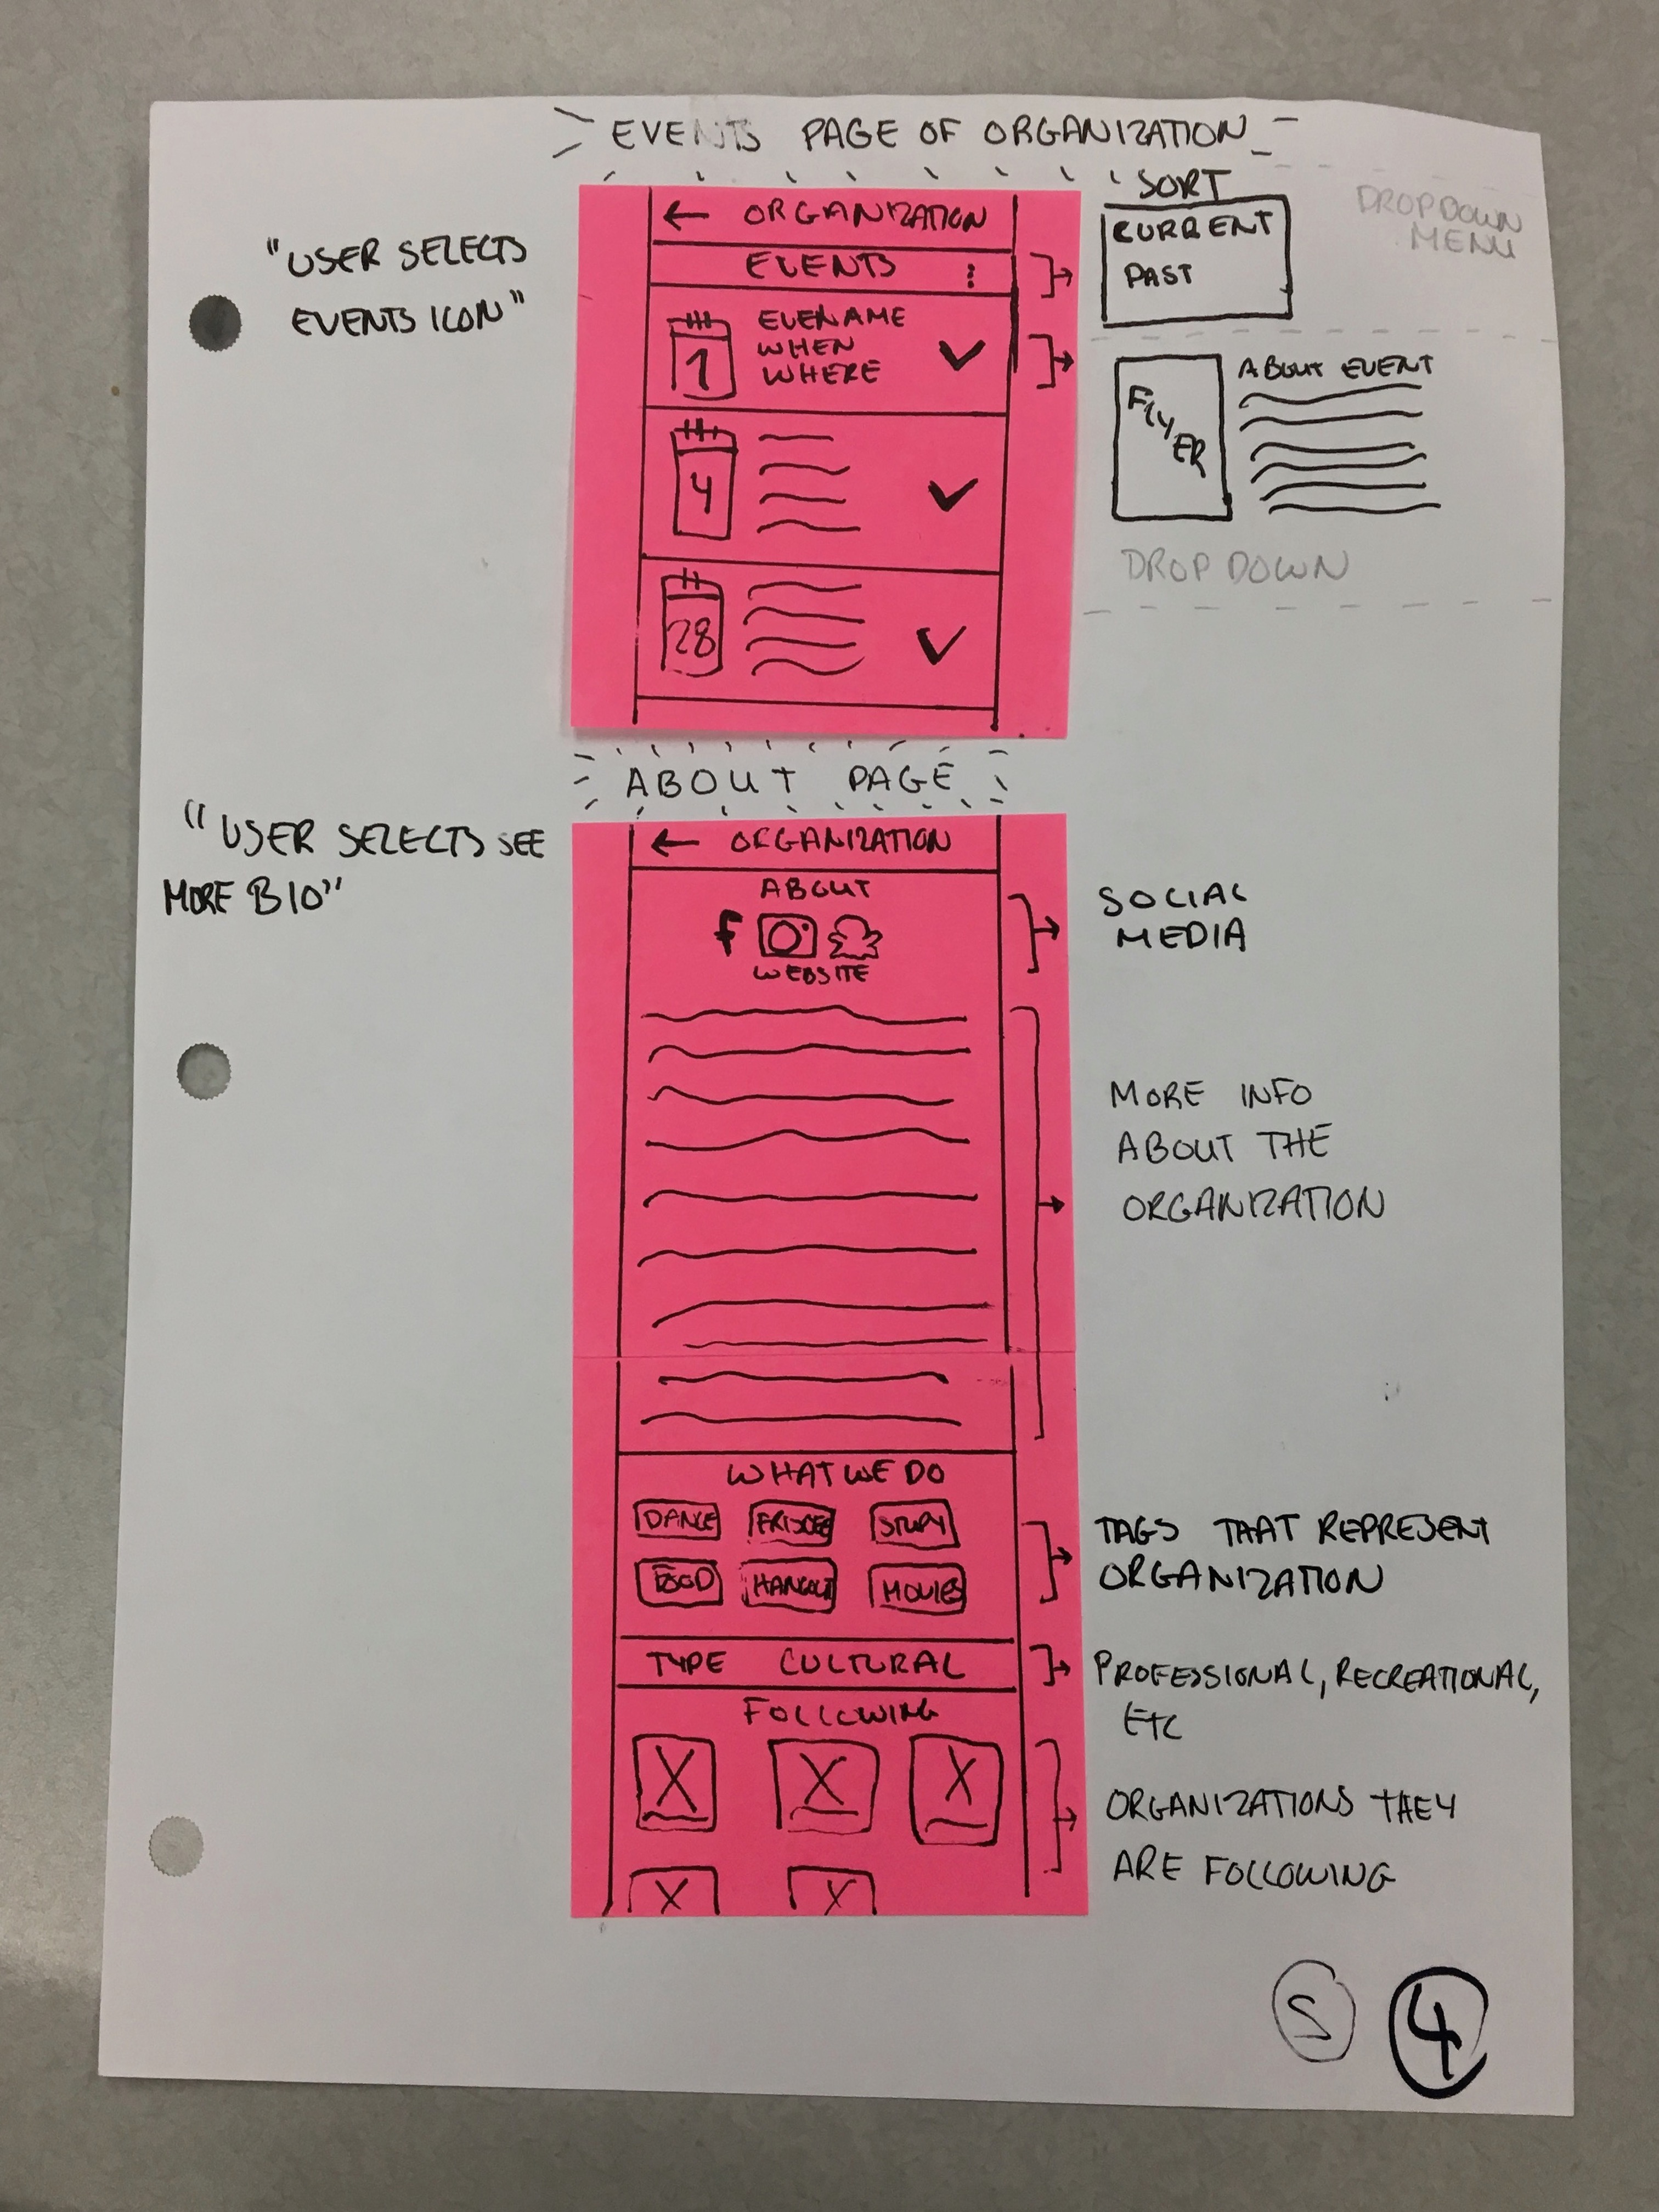 EVENTS PAGE OF ORGANIZATION
"USER SELECTS
EVENTS ICON"
← ORGANIZATION
EVENTS
1
EVENAME
WHEN
WHERE
4
28
SORT
CURRENT
PAST
DROPDOWN
MENU
FLYER
ABOUT EVENT
DROP DOWN
ABOUT PAGE
"USER SELECTS SEE
MORE BIO"
← ORGANIZATION
ABOUT
f
WEBSITE
SOCIAL
MEDIA
MORE INFO
ABOUT THE
ORGANIZATION
WHAT WE DO
DANCE FRISBEE STUDY
FOOD HANGOUT MOVIES
TAGS THAT REPRESENT
ORGANIZATION
TYPE CULTURAL
PROFESSIONAL, RECREATIONAL,
ETC
FOLLOWING
X X X
X X
ORGANIZATIONS THEY
ARE FOLLOWING
S 4